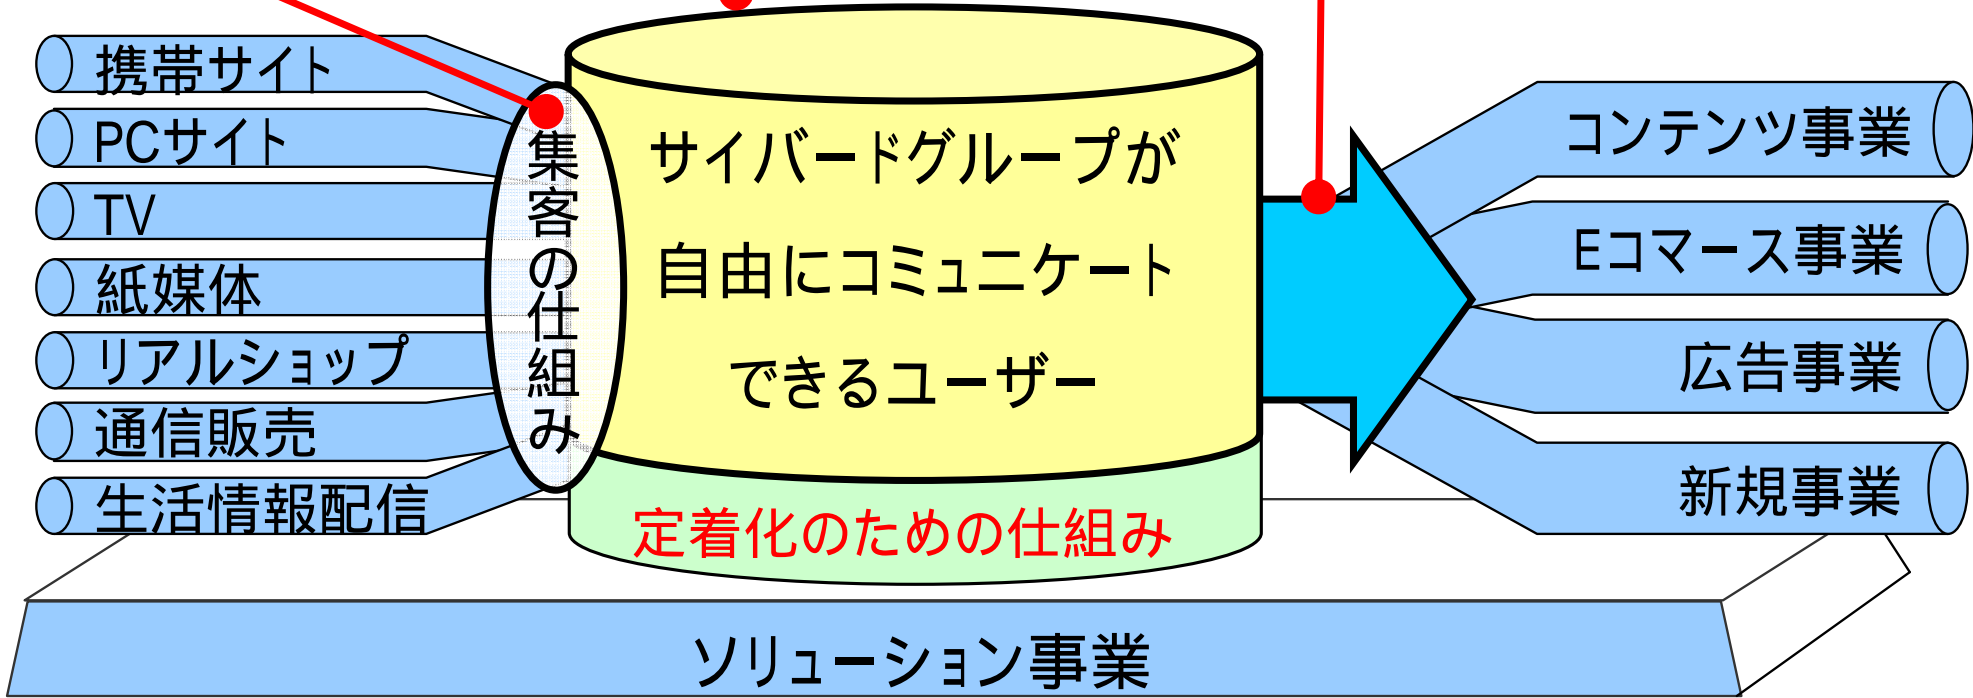 携帯サイト
PCサイト
TV
紙媒体
リアルショップ
通信販売
生活情報配信
集客の仕組み
サイバードグループが
自由にコミュニケート
できるユーザー
定着化のための仕組み
コンテンツ事業
Eコマース事業
広告事業
新規事業
ソリューション事業